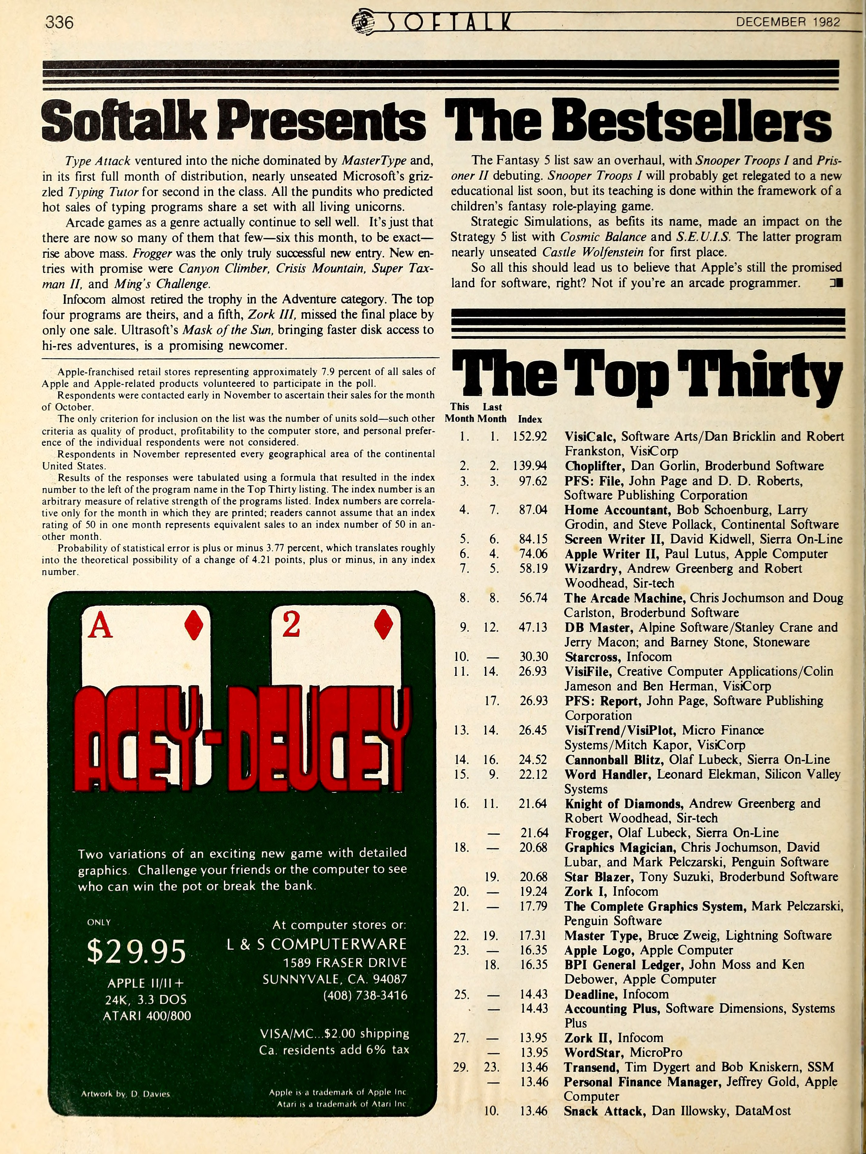 336
SOFTALK
DECEMBER 1982
Softalk Presents The Bestsellers
Type Attack ventured into the niche dominated by MasterType and,
in its first full month of distribution, nearly unseated Microsoft's griz-
zled Typing Tutor for second in the class. All the pundits who predicted
hot sales of typing programs share a set with all living unicorns.
Arcade games as a genre actually continue to sell well. It's just that
there are now so many of them that few—six this month, to be exact—
rise above mass. Frogger was the only truly successful new entry. New en-
tries with promise were Canyon Climber, Crisis Mountain, Super Tax-
man II, and Ming's Challenge.
Infocom almost retired the trophy in the Adventure category. The top
four programs are theirs, and a fifth, Zork III, missed the final place by
only one sale. Ultrasoft's Mask of the Sun, bringing faster disk access to
hi-res adventures, is a promising newcomer.
Apple-franchised retail stores representing approximately 7.9 percent of all sales of
Apple and Apple-related products volunteered to participate in the poll.
Respondents were contacted early in November to ascertain their sales for the month
of October.
The only criterion for inclusion on the list was the number of units sold—such other
criteria as quality of product, profitability to the computer store, and personal prefer-
ence of the individual respondents were not considered.
Respondents in November represented every geographical area of the continental
United States.
Results of the responses were tabulated using a formula that resulted in the index
number to the left of the program name in the Top Thirty listing. The index number is an
arbitrary measure of relative strength of the programs listed. Index numbers are correla-
tive only for the month in which they are printed; readers cannot assume that an index
rating of 50 in one month represents equivalent sales to an index number of 50 in an-
other month.
Probability of statistical error is plus or minus 3.77 percent, which translates roughly
into the theoretical possibility of a change of 4.21 points, plus or minus, in any index
number.
A 2
ACEY-DEUCEY
Two variations of an exciting new game with detailed
graphics. Challenge your friends or the computer to see
who can win the pot or break the bank.
ONLY
$29.95
APPLE II/II+
24K, 3.3 DOS
ATARI 400/800
At computer stores or:
L & S COMPUTERWARE
1589 FRASER DRIVE
SUNNYVALE, CA. 94087
(408) 738-3416
VISA/MC...$2.00 shipping
Ca. residents add 6% tax
Artwork by, D. Davies
Apple is a trademark of Apple Inc
Atari is a trademark of Atari Inc.
The Fantasy 5 list saw an overhaul, with Snooper Troops I and Pris-
oner II debuting. Snooper Troops I will probably get relegated to a new
educational list soon, but its teaching is done within the framework of a
children's fantasy role-playing game.
Strategic Simulations, as befits its name, made an impact on the
Strategy 5 list with Cosmic Balance and S.E.U.I.S. The latter program
nearly unseated Castle Wolfenstein for first place.
So all this should lead us to believe that Apple's still the promised
land for software, right? Not if you're an arcade programmer.
The Top Thirty
This Last
Month Month Index
1. 1. 152.92 VisiCalc, Software Arts/Dan Bricklin and Robert
Frankston, VisiCorp
2. 2. 139.94 Choplifter, Dan Gorlin, Broderbund Software
3. 3. 97.62 PFS: File, John Page and D. D. Roberts,
Software Publishing Corporation
4. 7. 87.04 Home Accountant, Bob Schoenburg, Larry
Grodin, and Steve Pollack, Continental Software
5. 6. 84.15 Screen Writer II, David Kidwell, Sierra On-Line
6. 4. 74.06 Apple Writer II, Paul Lutus, Apple Computer
7. 5. 58.19 Wizardry, Andrew Greenberg and Robert
Woodhead, Sir-tech
8. 8. 56.74 The Arcade Machine, Chris Jochumson and Doug
Carlston, Broderbund Software
9. 12. 47.13 DB Master, Alpine Software/Stanley Crane and
Jerry Macon; and Barney Stone, Stoneware
10. — 30.30 Starcross, Infocom
11. 14. 26.93 VisiFile, Creative Computer Applications/Colin
Jameson and Ben Herman, VisiCorp
17. 26.93 PFS: Report, John Page, Software Publishing
Corporation
13. 14. 26.45 VisiTrend/VisiPlot, Micro Finance
Systems/Mitch Kapor, VisiCorp
14. 16. 24.52 Cannonball Blitz, Olaf Lubeck, Sierra On-Line
15. 9. 22.12 Word Handler, Leonard Elekman, Silicon Valley
Systems
16. 11. 21.64 Knight of Diamonds, Andrew Greenberg and
Robert Woodhead, Sir-tech
— 21.64 Frogger, Olaf Lubeck, Sierra On-Line
18. — 20.68 Graphics Magician, Chris Jochumson, David
Lubar, and Mark Pelczarski, Penguin Software
19. 20.68 Star Blazer, Tony Suzuki, Broderbund Software
20. — 19.24 Zork I, Infocom
21. — 17.79 The Complete Graphics System, Mark Pelczarski,
Penguin Software
22. 19. 17.31 Master Type, Bruce Zweig, Lightning Software
23. — 16.35 Apple Logo, Apple Computer
18. 16.35 BPI General Ledger, John Moss and Ken
Debower, Apple Computer
25. — 14.43 Deadline, Infocom
— 14.43 Accounting Plus, Software Dimensions, Systems
Plus
27. — 13.95 Zork II, Infocom
— 13.95 WordStar, MicroPro
29. 23. 13.46 Transend, Tim Dygert and Bob Kniskern, SSM
— 13.46 Personal Finance Manager, Jeffrey Gold, Apple
Computer
10. 13.46 Snack Attack, Dan Illowsky, DataMost